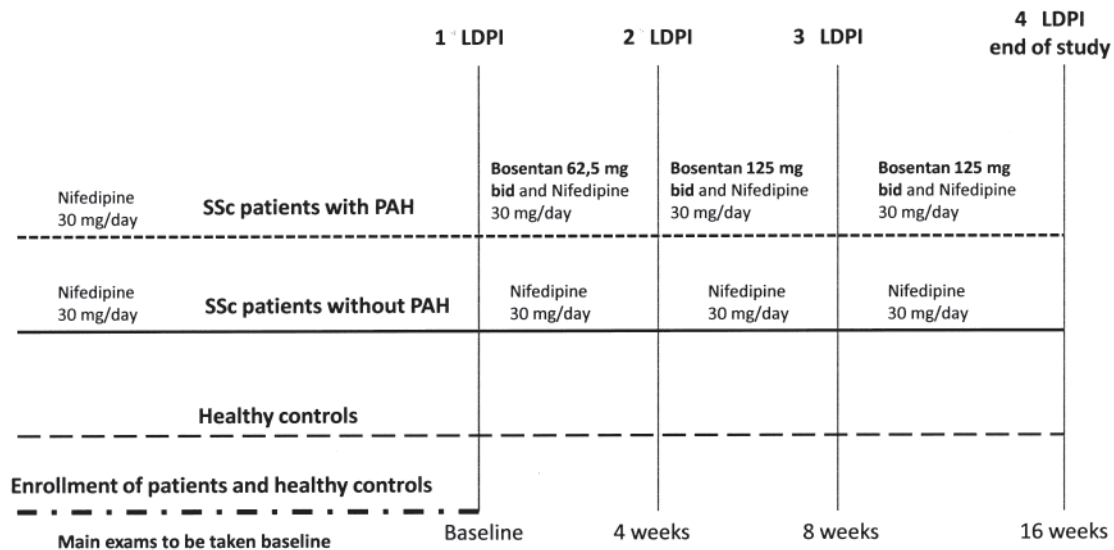 4 LDPI
end of study
1 LDPI
2 LDPI
3 LDPI
Nifedipine
30 mg/day
SSc patients with PAH
Bosentan 62,5 mg
bid and Nifedipine
30 mg/day
Bosentan 125 mg
bid and Nifedipine
30 mg/day
Bosentan 125 mg
bid and Nifedipine
30 mg/day
Nifedipine
30 mg/day
SSc patients without PAH
Nifedipine
30 mg/day
Nifedipine
30 mg/day
Nifedipine
30 mg/day
Healthy controls
Enrollment of patients and healthy controls
Main exams to be taken baseline
Baseline
4 weeks
8 weeks
16 weeks